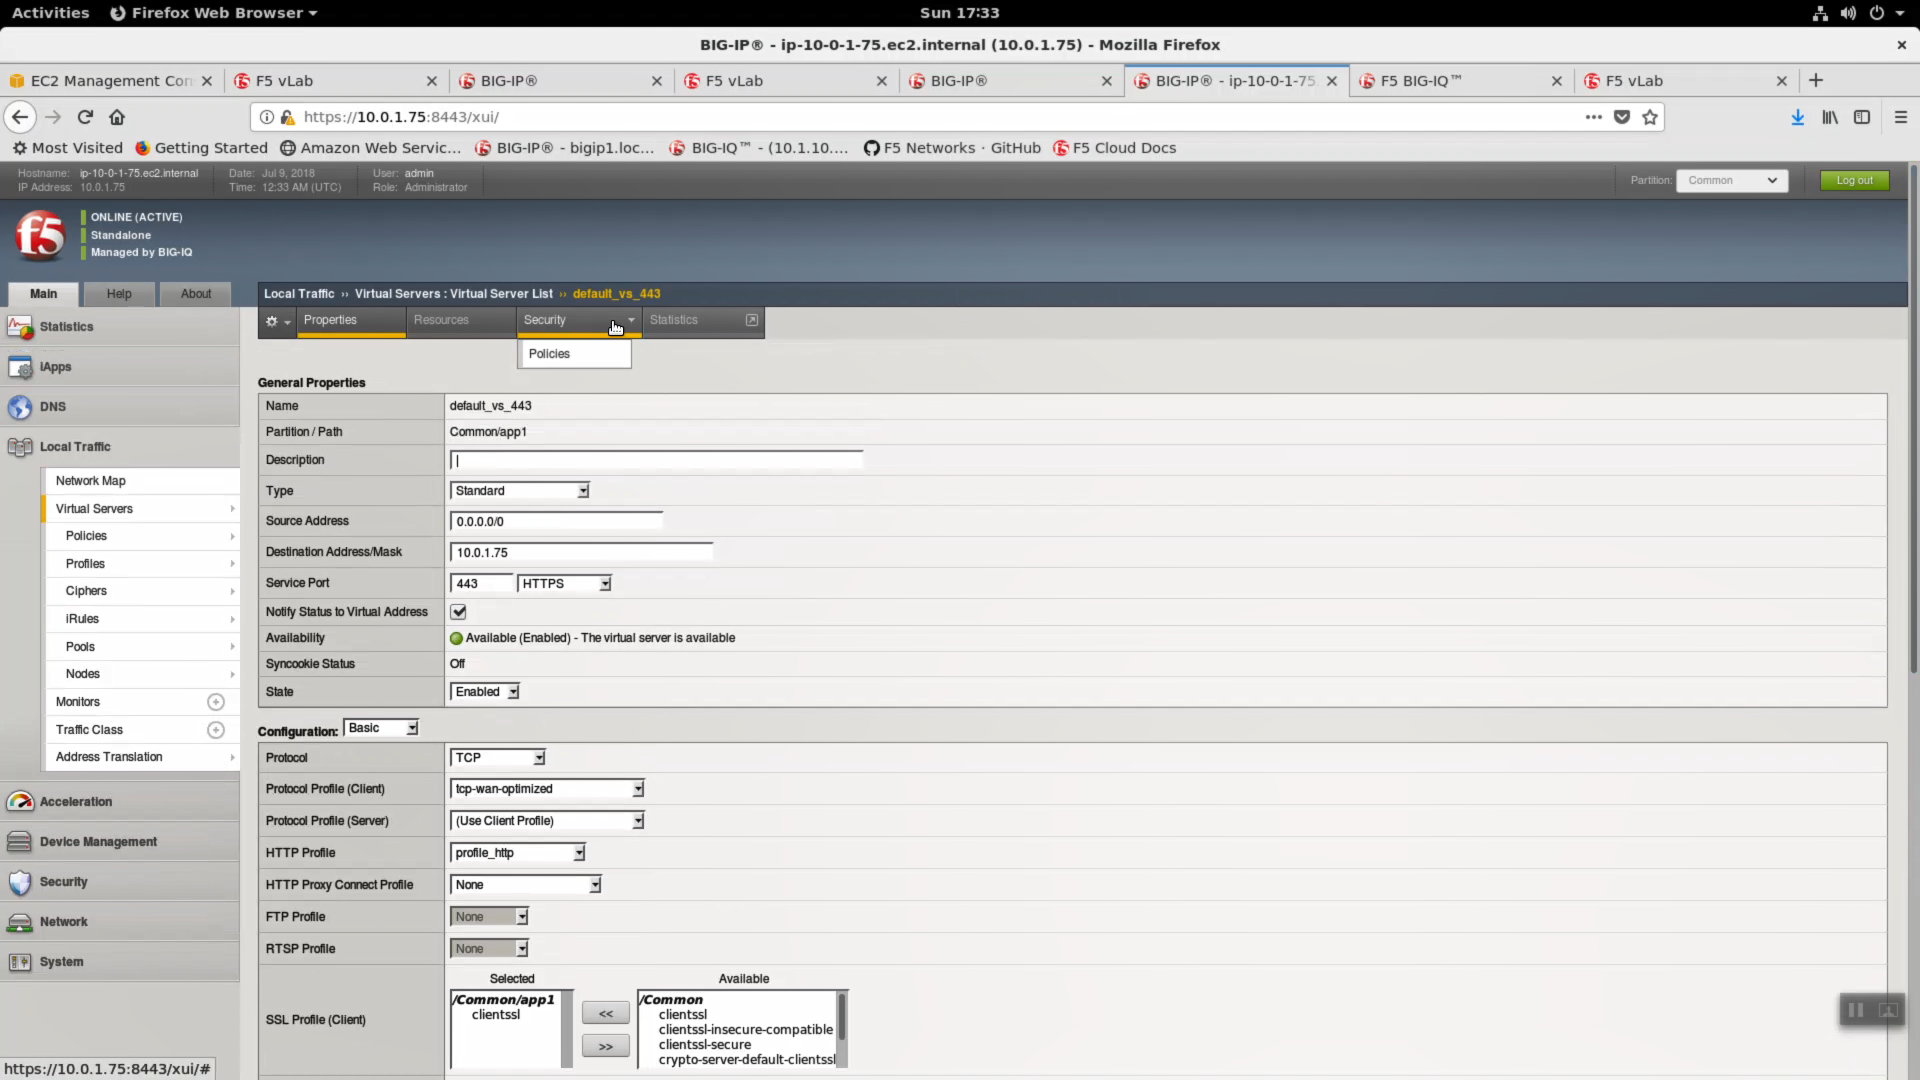 Activities Firefox Web Browser Sun 17:33
BIG-IP® - ip-10-0-1-75.ec2.internal (10.0.1.75) - Mozilla Firefox
EC2 Management Con F5 vLab BIG-IP® F5 vLab BIG-IP® BIG-IP® - ip-10-0-1-75 F5 BIG-IQ™ F5 vLab
https://10.0.1.75:8443/xui/
Most Visited Getting Started Amazon Web Servic... BIG-IP® - bigip1.loc... BIG-IQ™ - (10.1.10.... F5 Networks · GitHub F5 Cloud Docs
Hostname: ip-10-0-1-75.ec2.internal Date: Jul 9, 2018 User: admin
IP Address: 10.0.1.75 Time: 12:33 AM (UTC) Role: Administrator
Partition: Common Log out
f5
ONLINE (ACTIVE)
Standalone
Managed by BIG-IQ
Main Help About
Local Traffic ›› Virtual Servers : Virtual Server List ›› default_vs_443
Properties Resources Security Statistics
Policies
Statistics
iApps
DNS
Local Traffic
Network Map
Virtual Servers
Policies
Profiles
Ciphers
iRules
Pools
Nodes
Monitors
Traffic Class
Address Translation
Acceleration
Device Management
Security
Network
System
General Properties
Name default_vs_443
Partition / Path Common/app1
Description
Type Standard
Source Address 0.0.0.0/0
Destination Address/Mask 10.0.1.75
Service Port 443 HTTPS
Notify Status to Virtual Address
Availability Available (Enabled) - The virtual server is available
Syncookie Status Off
State Enabled
Configuration: Basic
Protocol TCP
Protocol Profile (Client) tcp-wan-optimized
Protocol Profile (Server) (Use Client Profile)
HTTP Profile profile_http
HTTP Proxy Connect Profile None
FTP Profile None
RTSP Profile None
Selected Available
SSL Profile (Client)
/Common/app1
clientssl
<<
>>
/Common
clientssl
clientssl-insecure-compatible
clientssl-secure
crypto-server-default-clientssl
https://10.0.1.75:8443/xui/#